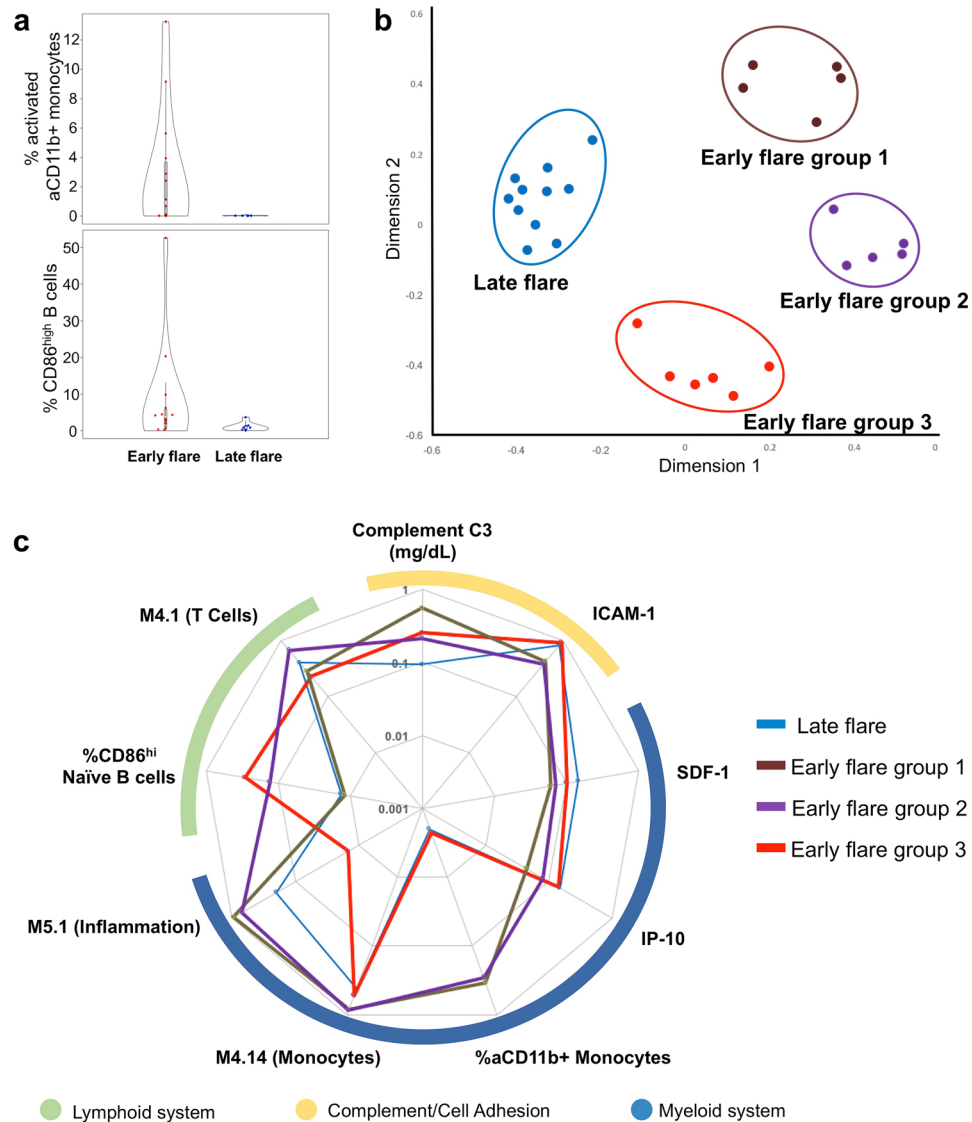 a
% activated
aCD11b+ monocytes
12
10
8
6
4
2
0
% CD86high B cells
50
40
30
20
10
0
Early flare
Late flare
b
Dimension 2
0.6
0.4
0.2
0
-0.2
-0.4
-0.6
-0.6
-0.4
-0.2
0
0.2
0.4
0.
Dimension 1
Early flare group 1
Late flare
Early flare group 2
Early flare group 3
c
Complement C3
(mg/dL)
1
0.1
0.01
0.001
ICAM-1
SDF-1
IP-10
%aCD11b+ Monocytes
M4.14 (Monocytes)
M5.1 (Inflammation)
%CD86hi
Naïve B cells
M4.1 (T Cells)
Late flare
Early flare group 1
Early flare group 2
Early flare group 3
Lymphoid system
Complement/Cell Adhesion
Myeloid system